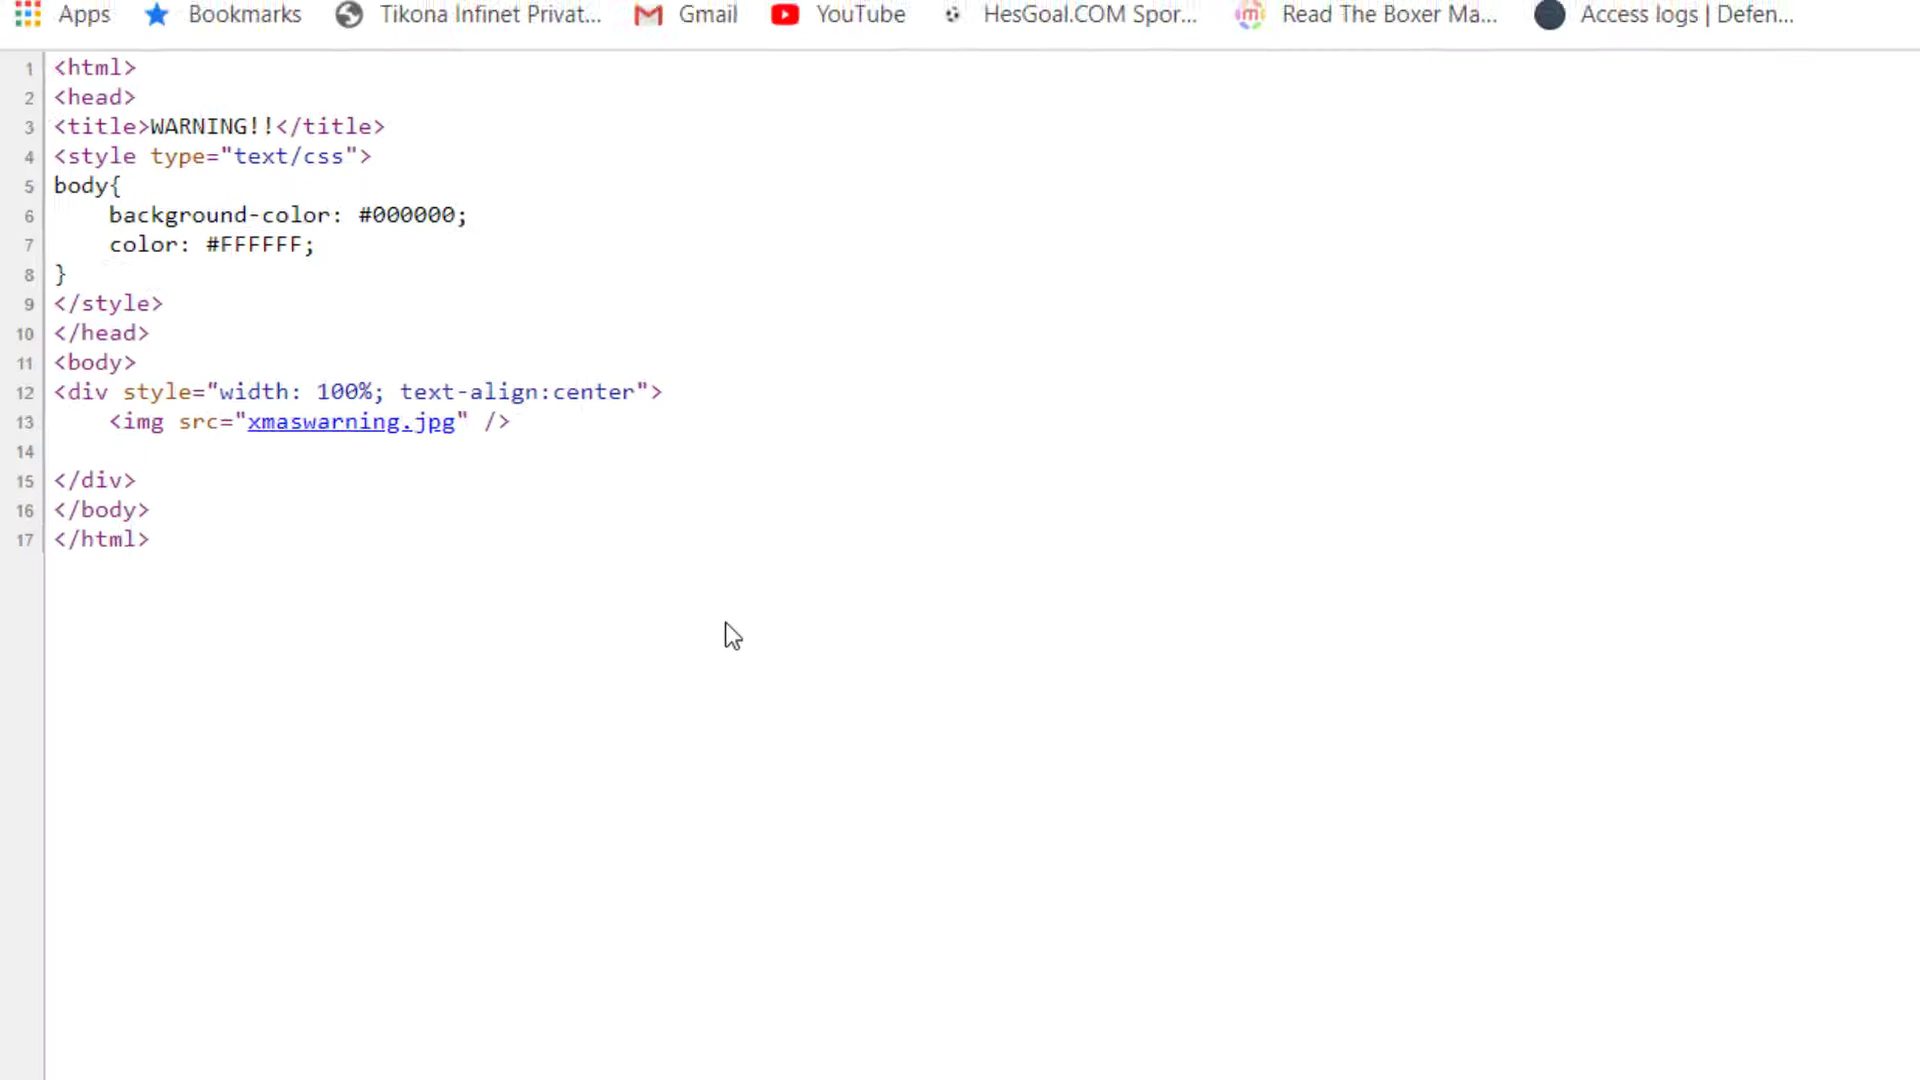 Apps Bookmarks Tikona Infinet Privat... Gmail YouTube HesGoal.COM Spor... Read The Boxer Ma... Access logs | Defen...
1 <html>
2 <head>
3 <title>WARNING!!</title>
4 <style type="text/css">
5 body{
6 background-color: #000000;
7 color: #FFFFFF;
8 }
9 </style>
10 </head>
11 <body>
12 <div style="width: 100%; text-align:center">
13 <img src="xmaswarning.jpg" />
14
15 </div>
16 </body>
17 </html>